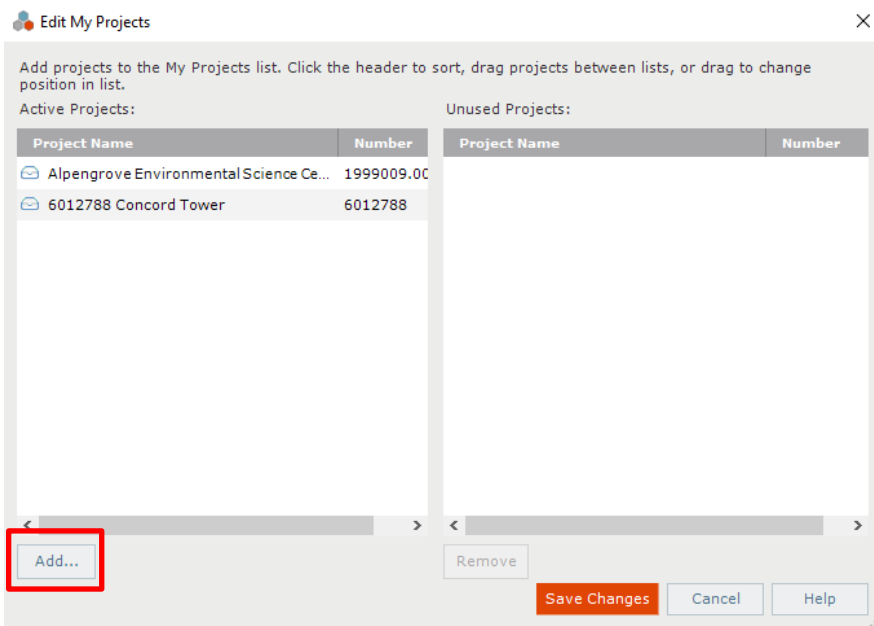 Edit My Projects
Add projects to the My Projects list. Click the header to sort, drag projects between lists, or drag to change
position in list.
Active Projects:
Unused Projects:
Project Name Number
Project Name Number
Alpengrove Environmental Science Ce... 1999009.00
6012788 Concord Tower 6012788
Add...
Remove
Save Changes Cancel Help